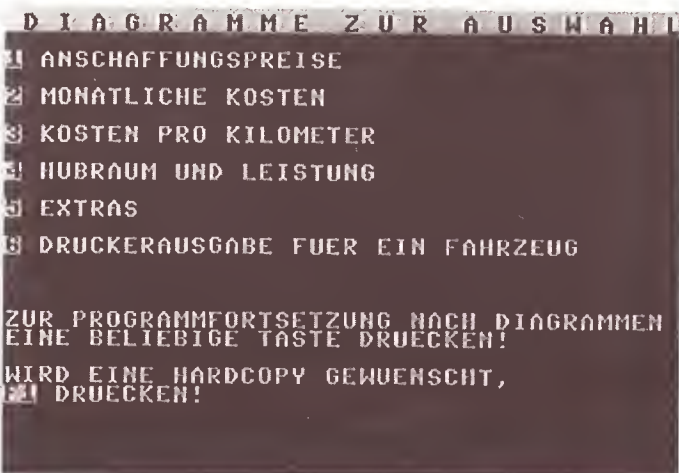 DIAGRAMME ZUR AUSWAHL
1 ANSCHAFFUNGSPREISE
2 MONATLICHE KOSTEN
3 KOSTEN PRO KILOMETER
4 HUBRAUM UND LEISTUNG
5 EXTRAS
6 DRUCKERAUSGABE FUER EIN FAHRZEUG
ZUR PROGRAMMFORTSETZUNG NACH DIAGRAMMEN
EINE BELIEBIGE TASTE DRUECKEN!
WIRD EINE HARDCOPY GEWUENSCHT,
DRUECKEN!